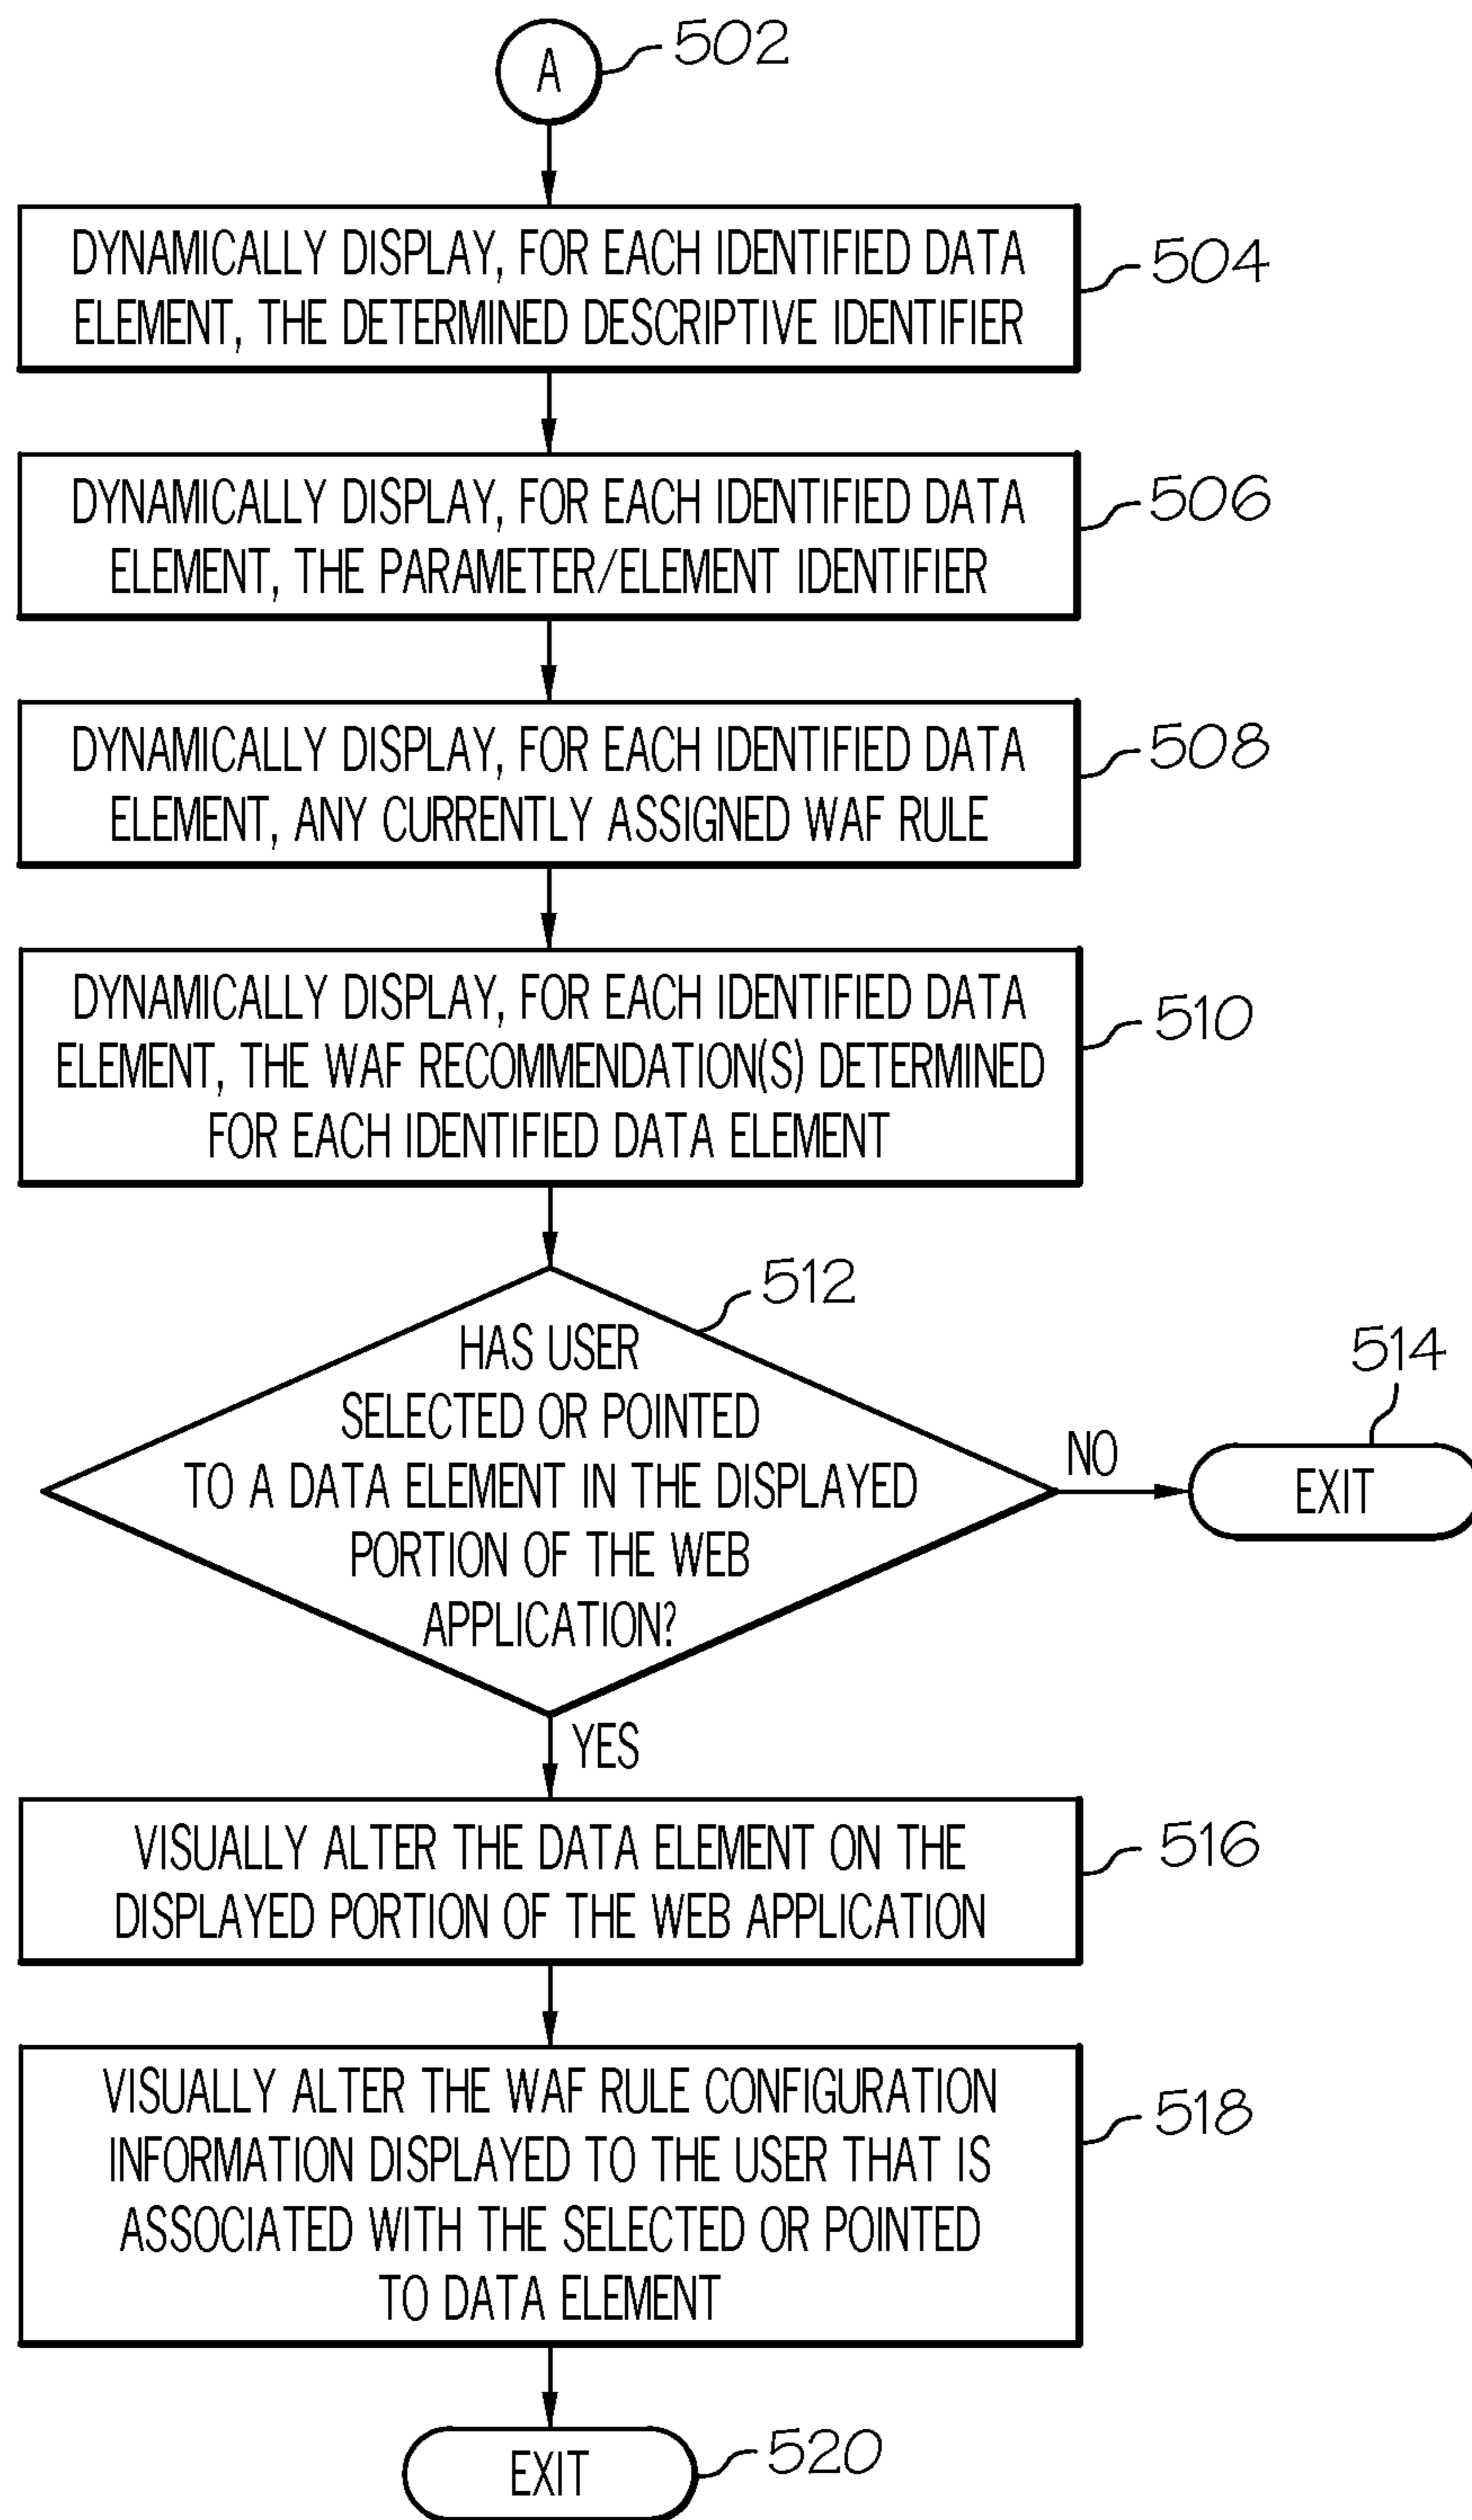 A
502
DYNAMICALLY DISPLAY, FOR EACH IDENTIFIED DATA
ELEMENT, THE DETERMINED DESCRIPTIVE IDENTIFIER
504
DYNAMICALLY DISPLAY, FOR EACH IDENTIFIED DATA
ELEMENT, THE PARAMETER/ELEMENT IDENTIFIER
506
DYNAMICALLY DISPLAY, FOR EACH IDENTIFIED DATA
ELEMENT, ANY CURRENTLY ASSIGNED WAF RULE
508
DYNAMICALLY DISPLAY, FOR EACH IDENTIFIED DATA
ELEMENT, THE WAF RECOMMENDATION(S) DETERMINED
FOR EACH IDENTIFIED DATA ELEMENT
510
512
HAS USER
SELECTED OR POINTED
TO A DATA ELEMENT IN THE DISPLAYED
PORTION OF THE WEB
APPLICATION?
NO
514
EXIT
YES
VISUALLY ALTER THE DATA ELEMENT ON THE
DISPLAYED PORTION OF THE WEB APPLICATION
516
VISUALLY ALTER THE WAF RULE CONFIGURATION
INFORMATION DISPLAYED TO THE USER THAT IS
ASSOCIATED WITH THE SELECTED OR POINTED
TO DATA ELEMENT
518
EXIT
520